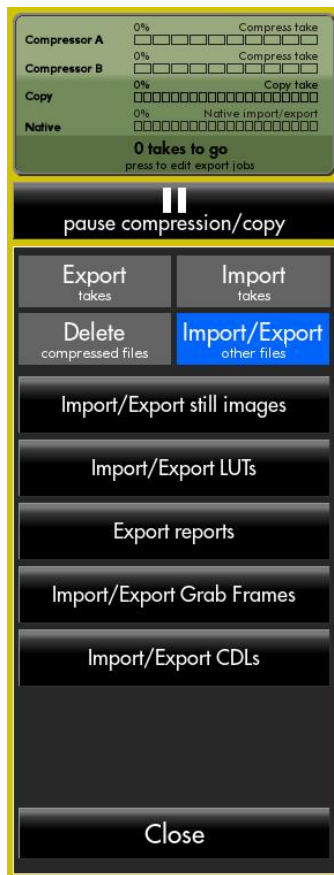 0% Compress take
Compressor A
0% Compress take
Compressor B
0% Copy take
Copy
0% Native import/export
Native
0 takes to go
press to edit export jobs
pause compression/copy
Export Import
takes takes
Delete Import/Export
compressed files other files
Import/Export still images
Import/Export LUTs
Export reports
Import/Export Grab Frames
Import/Export CDLs
Close